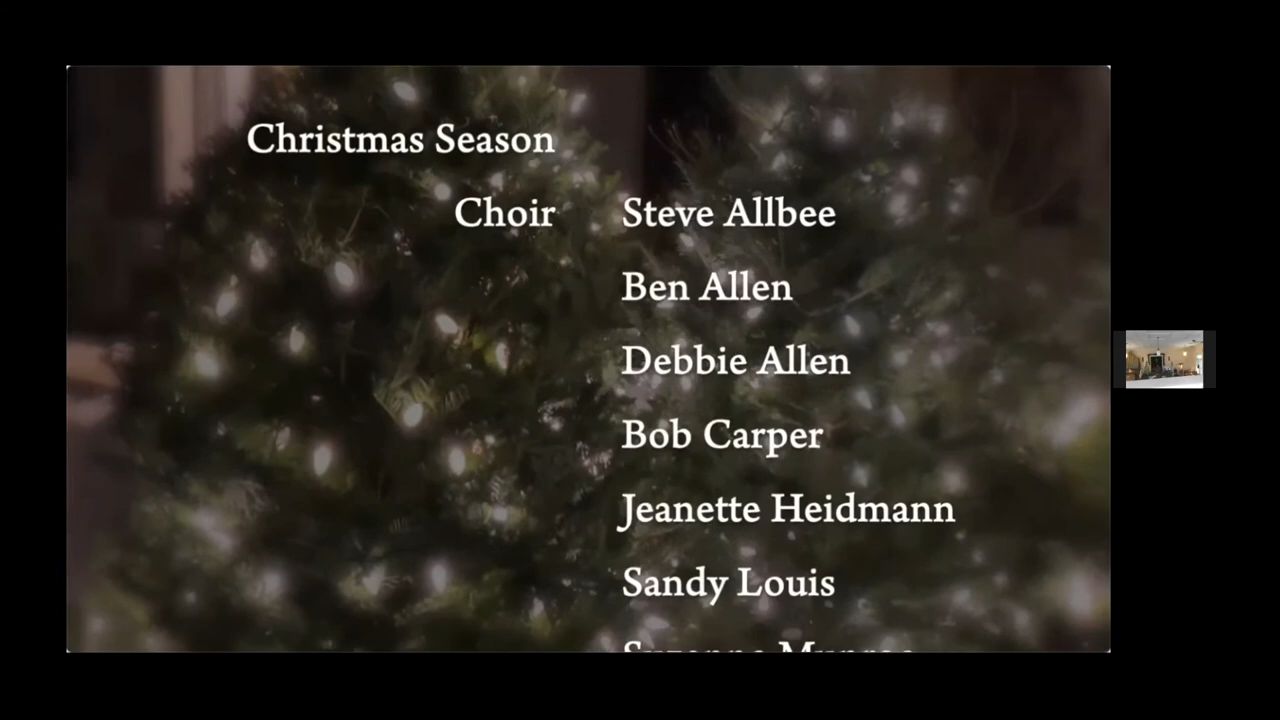 Christmas Season
Choir Steve Allbee
Ben Allen
Debbie Allen
Bob Carper
Jeanette Heidmann
Sandy Louis